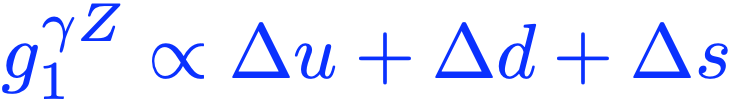 g_1^{γZ} ∝ Δu + Δd + Δs